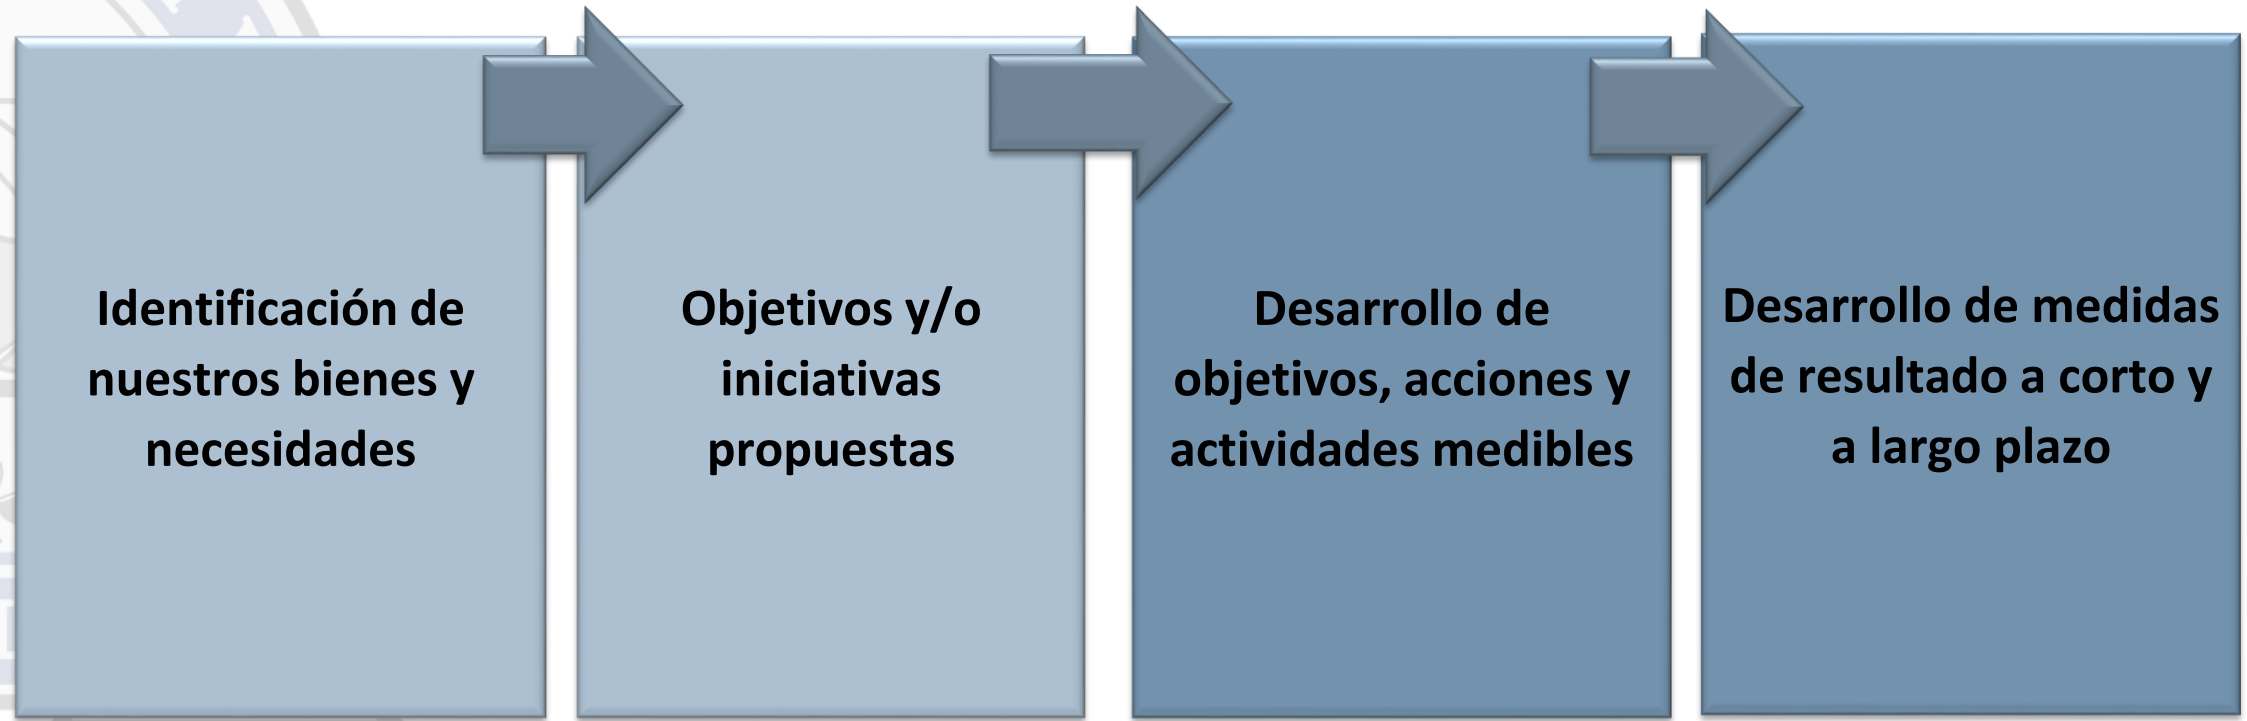 Identificación de
nuestros bienes y
necesidades
Objetivos y/o
iniciativas
propuestas
Desarrollo de
objetivos, acciones y
actividades medibles
Desarrollo de medidas
de resultado a corto y
a largo plazo